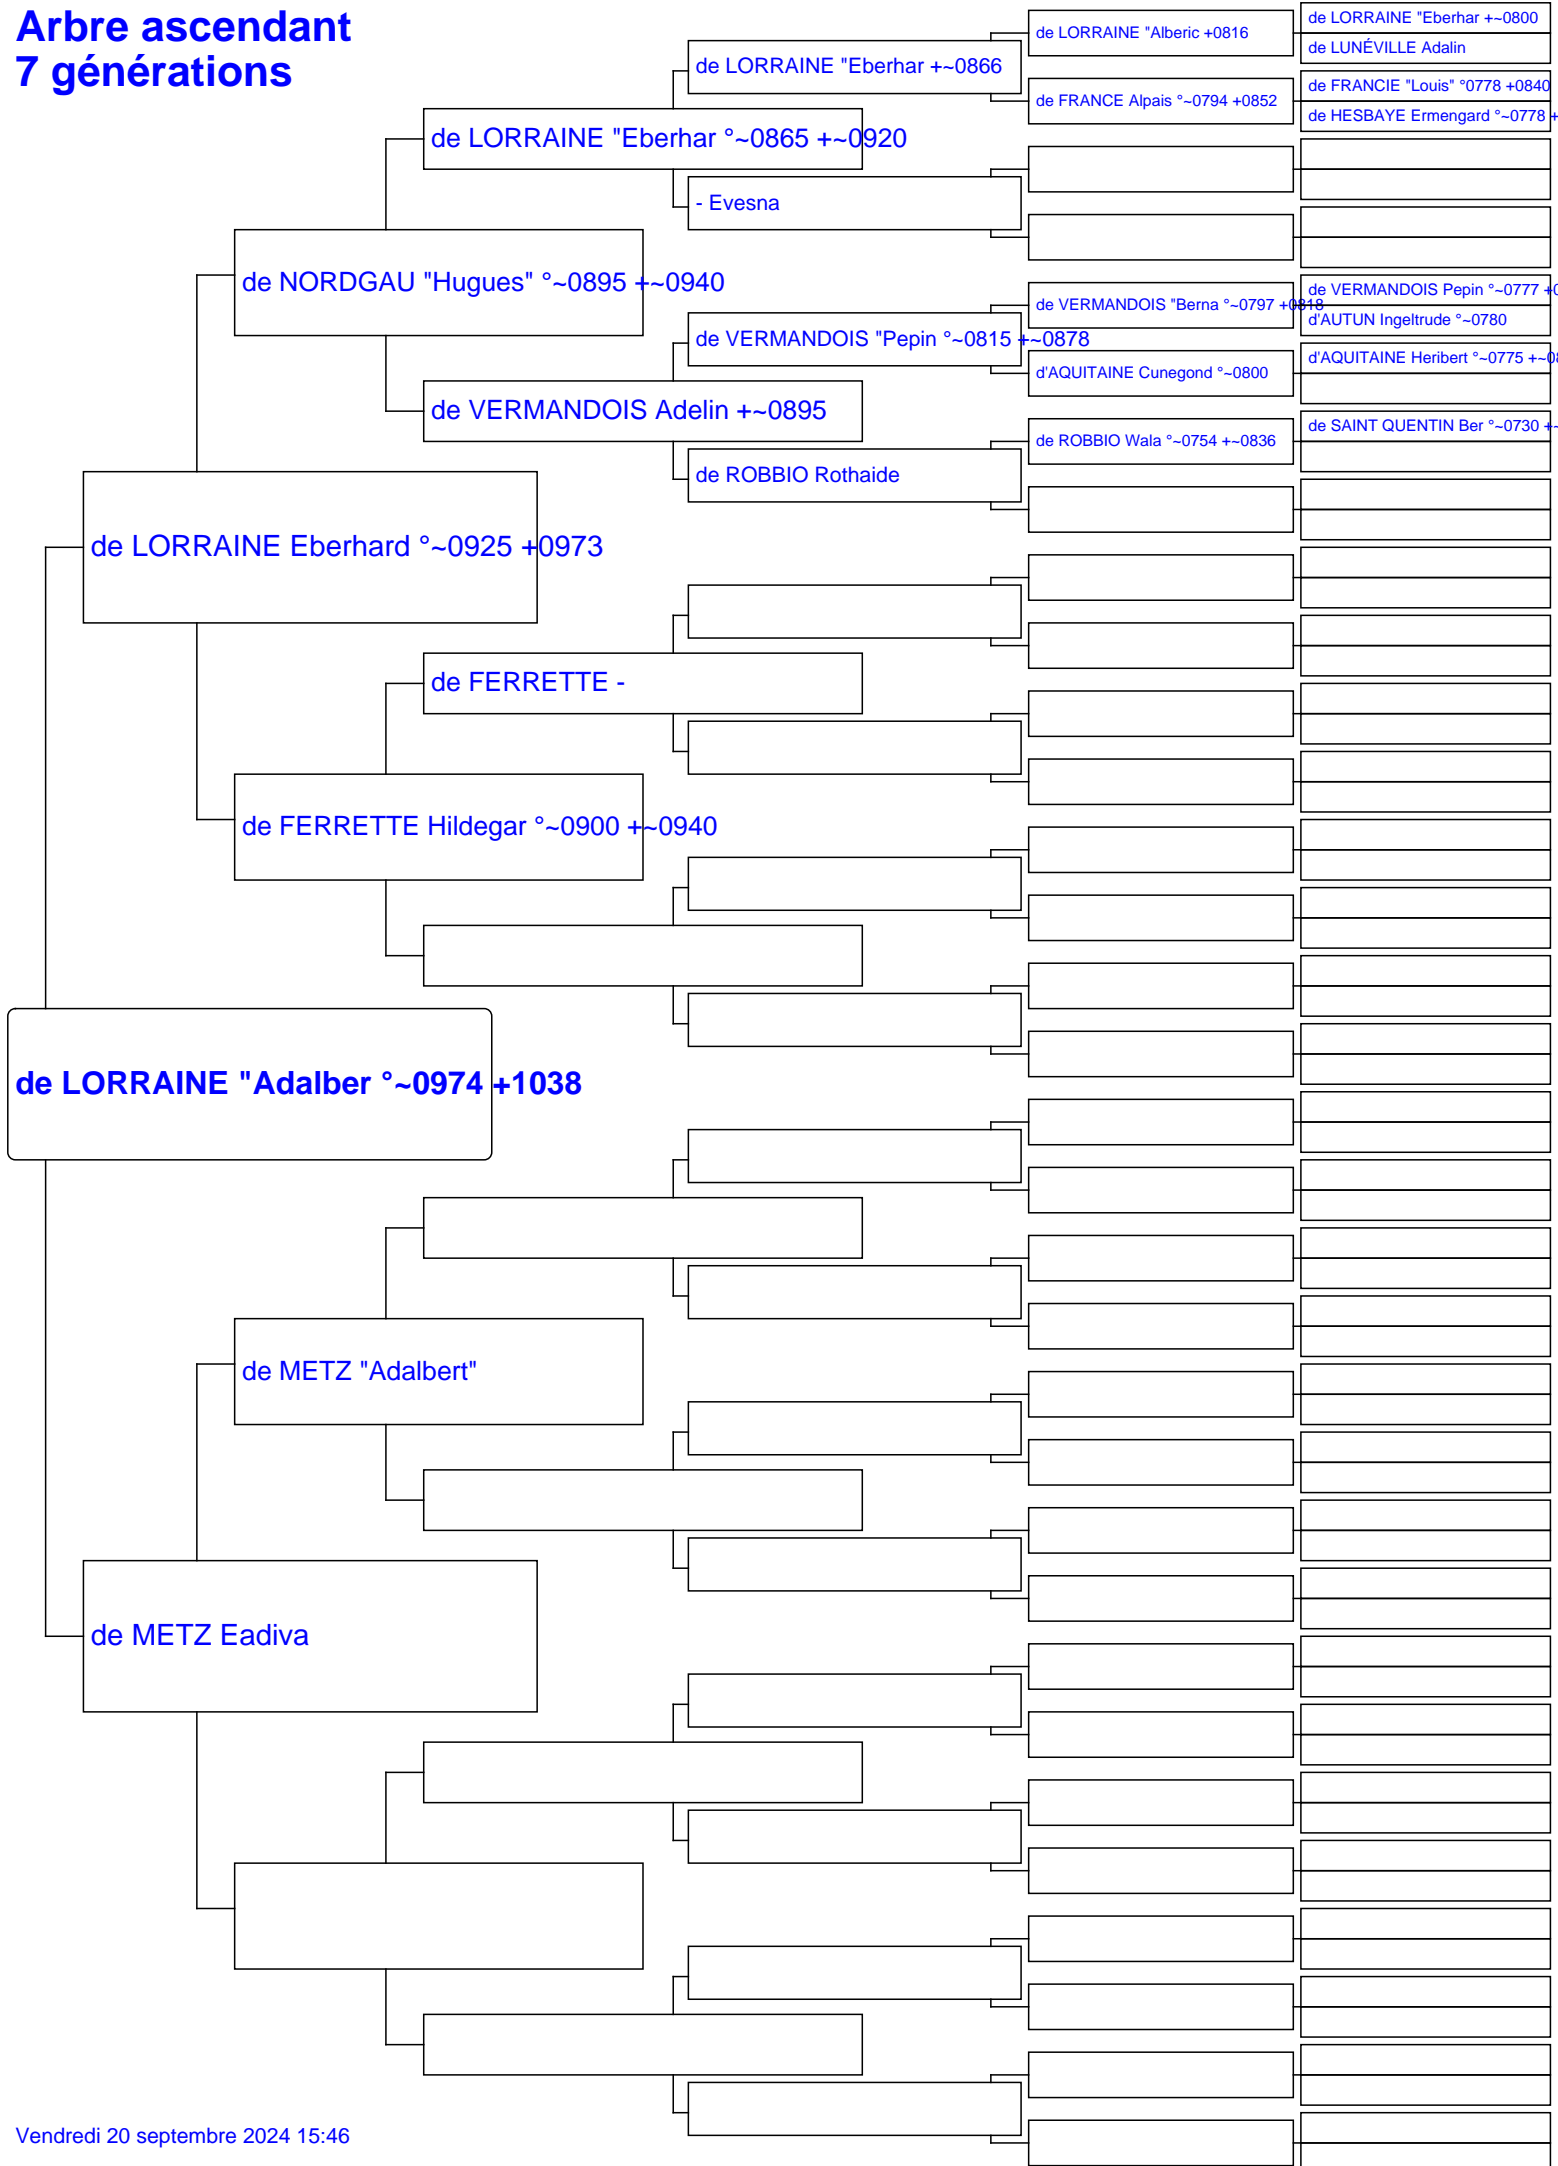 Arbre ascendant
7 générations
de LORRAINE "Eberhar +~0800
de LORRAINE "Alberic +0816
de LUNÉVILLE Adalin
de LORRAINE "Eberhar +~0866
de FRANCIE "Louis" °0778 +0840
de FRANCE Alpais °~0794 +0852
de HESBAYE Ermengard °~0778 +
de LORRAINE "Eberhar °~0865 +~0920
- Evesna
de NORDGAU "Hugues" °~0895 +~0940
de VERMANDOIS Pepin °~0777 +0
de VERMANDOIS "Berna °~0797 +0818
d'AUTUN Ingeltrude °~0780
de VERMANDOIS "Pepin °~0815 +~0878
d'AQUITAINE Heribert °~0775 +~08
d'AQUITAINE Cunegond °~0800
de VERMANDOIS Adelin +~0895
de SAINT QUENTIN Ber °~0730 +~
de ROBBIO Wala °~0754 +~0836
de ROBBIO Rothaide
de LORRAINE Eberhard °~0925 +0973
de FERRETTE -
de FERRETTE Hildegar °~0900 +~0940
de LORRAINE "Adalber °~0974 +1038
de METZ "Adalbert"
de METZ Eadiva
Vendredi 20 septembre 2024 15:46